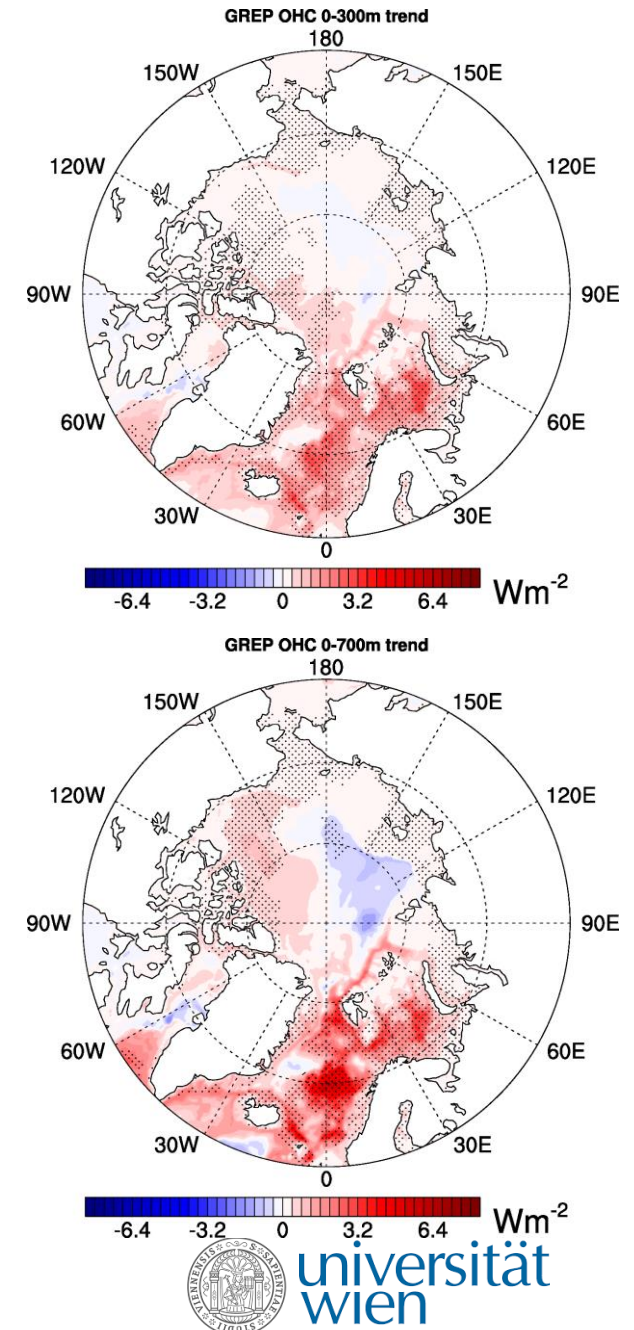 GREP OHC 0-300m trend
180
150W 150E
120W 120E
90W 90E
60W 60E
30W 30E
0
-6.4 -3.2 0 3.2 6.4 Wm-2
GREP OHC 0-700m trend
180
150W 150E
120W 120E
90W 90E
60W 60E
30W 30E
0
-6.4 -3.2 0 3.2 6.4 Wm-2
universität
wien